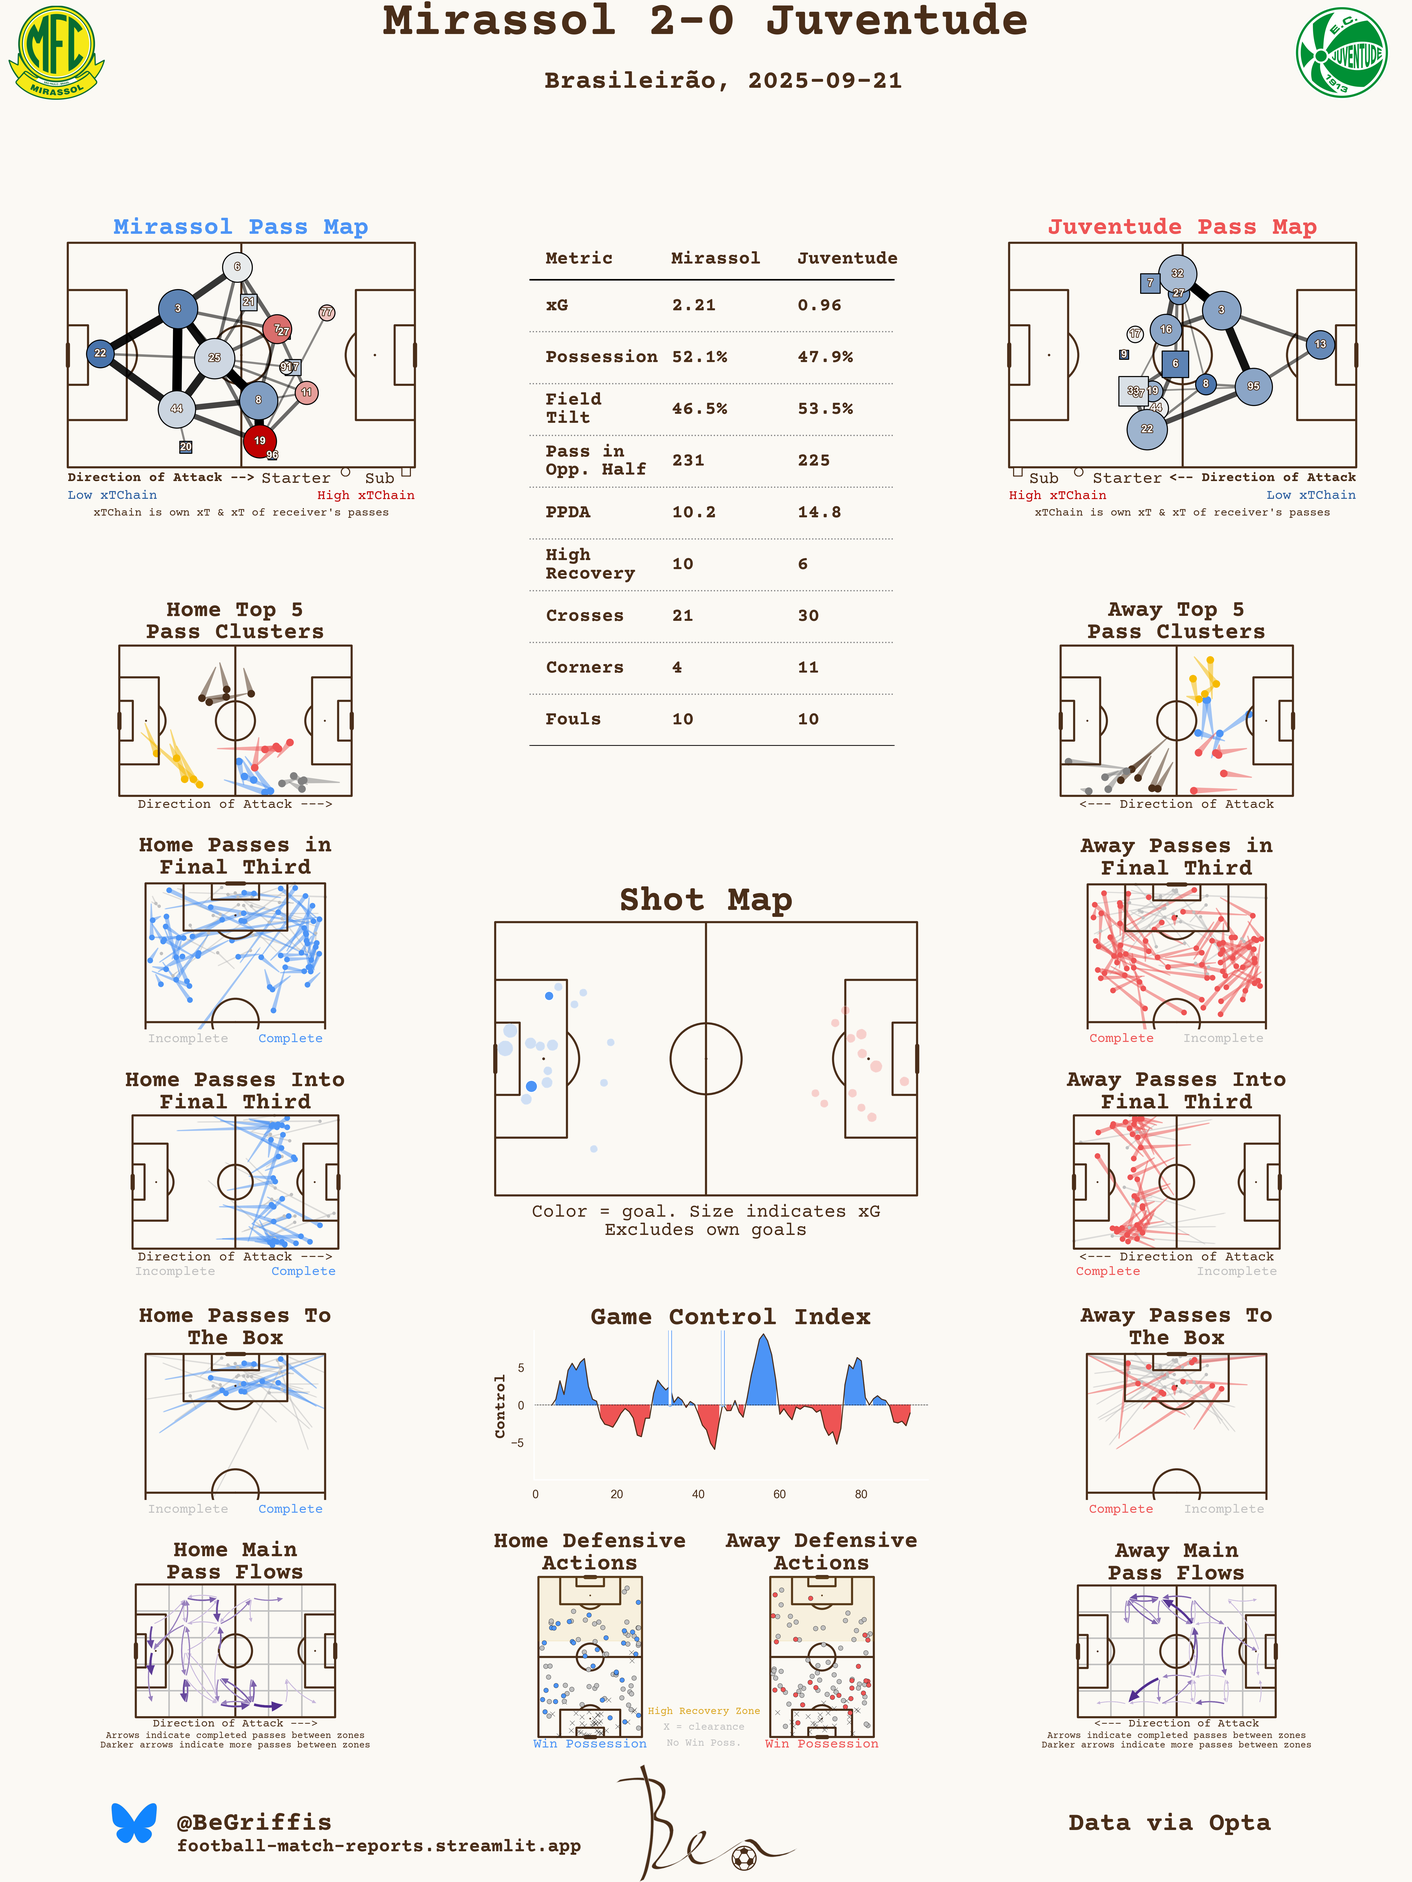 Mirassol 2-0 Juventude
Brasileirão, 2025-09-21
MFC
MIRASSOL
E.C.
JUVENTUDE
1913
Mirassol Pass Map
6
21
3
7
27
77
22
25
91
7
11
8
44
19
20
96
Direction of Attack --> Starter Sub
Low xTChain High xTChain
xTChain is own xT & xT of receiver's passes
Metric Mirassol Juventude
xG 2.21 0.96
Possession 52.1% 47.9%
Field
Tilt 46.5% 53.5%
Pass in
Opp. Half 231 225
PPDA 10.2 14.8
High
Recovery 10 6
Crosses 21 30
Corners 4 11
Fouls 10 10
Juventude Pass Map
32
7
27
3
16
17
13
9
6
8
95
33
37
19
44
22
Sub Starter <-- Direction of Attack
High xTChain Low xTChain
xTChain is own xT & xT of receiver's passes
Home Top 5
Pass Clusters
Direction of Attack --->
Away Top 5
Pass Clusters
<--- Direction of Attack
Home Passes in
Final Third
Incomplete Complete
Away Passes in
Final Third
Complete Incomplete
Shot Map
Color = goal. Size indicates xG
Excludes own goals
Home Passes Into
Final Third
Direction of Attack --->
Incomplete Complete
Away Passes Into
Final Third
<--- Direction of Attack
Complete Incomplete
Home Passes To
The Box
Incomplete Complete
Game Control Index
Control
5
0
−5
0 20 40 60 80
Away Passes To
The Box
Complete Incomplete
Home Main
Pass Flows
Direction of Attack --->
Arrows indicate completed passes between zones
Darker arrows indicate more passes between zones
Home Defensive
Actions
Win Possession
Away Defensive
Actions
Win Possession
High Recovery Zone
X = clearance
No Win Poss.
Away Main
Pass Flows
<--- Direction of Attack
Arrows indicate completed passes between zones
Darker arrows indicate more passes between zones
@BeGriffis
football-match-reports.streamlit.app
Ben
Data via Opta